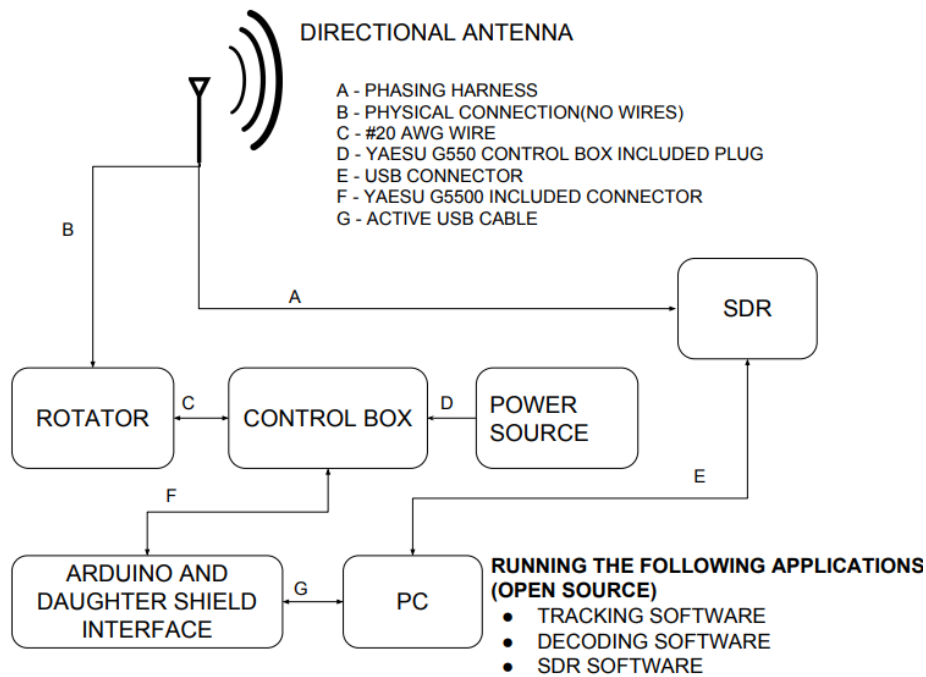 DIRECTIONAL ANTENNA
A - PHASING HARNESS
B - PHYSICAL CONNECTION(NO WIRES)
C - #20 AWG WIRE
D - YAESU G550 CONTROL BOX INCLUDED PLUG
E - USB CONNECTOR
F - YAESU G5500 INCLUDED CONNECTOR
G - ACTIVE USB CABLE
B
A
SDR
ROTATOR
C
CONTROL BOX
D
POWER
SOURCE
E
F
ARDUINO AND
DAUGHTER SHIELD
INTERFACE
G
PC
RUNNING THE FOLLOWING APPLICATIONS
(OPEN SOURCE)
● TRACKING SOFTWARE
● DECODING SOFTWARE
● SDR SOFTWARE